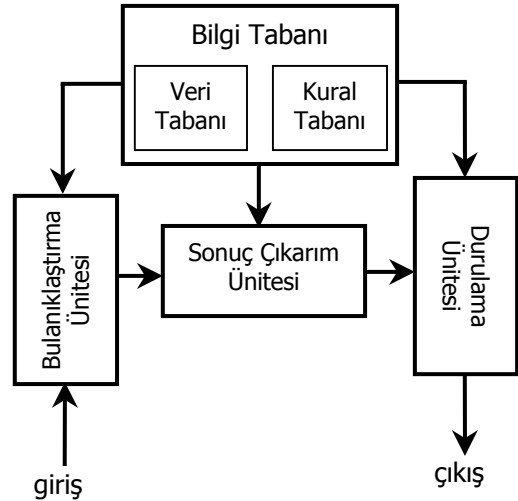 Bilgi Tabanı
Veri
Tabanı
Kural
Tabanı
Bulanıklaştırma
Ünitesi
Sonuç Çıkarım
Ünitesi
Durulama
Ünitesi
giriş
çıkış